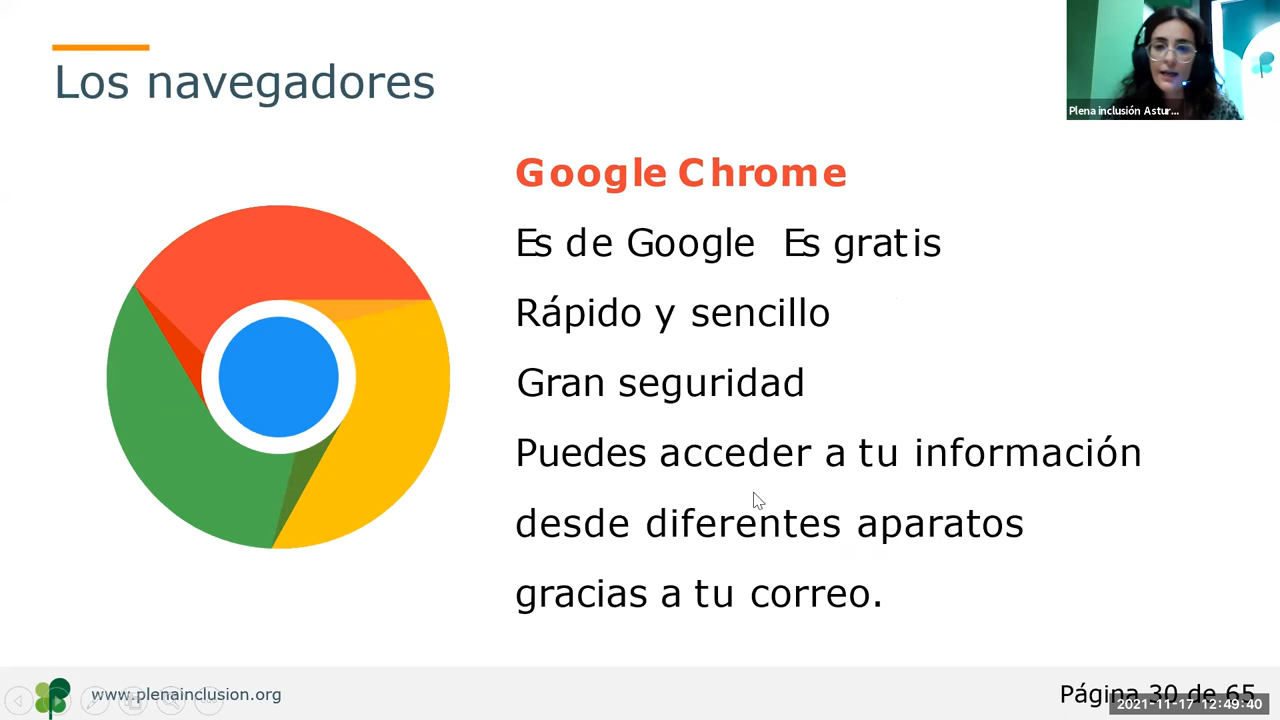 Los navegadores
Plena inclusión Astur...
Google Chrome
Es de Google Es gratis
Rápido y sencillo
Gran seguridad
Puedes acceder a tu información
desde diferentes aparatos
gracias a tu correo.
www.plenainclusion.org
Página 30 de 65
2021-11-17 12:49:40